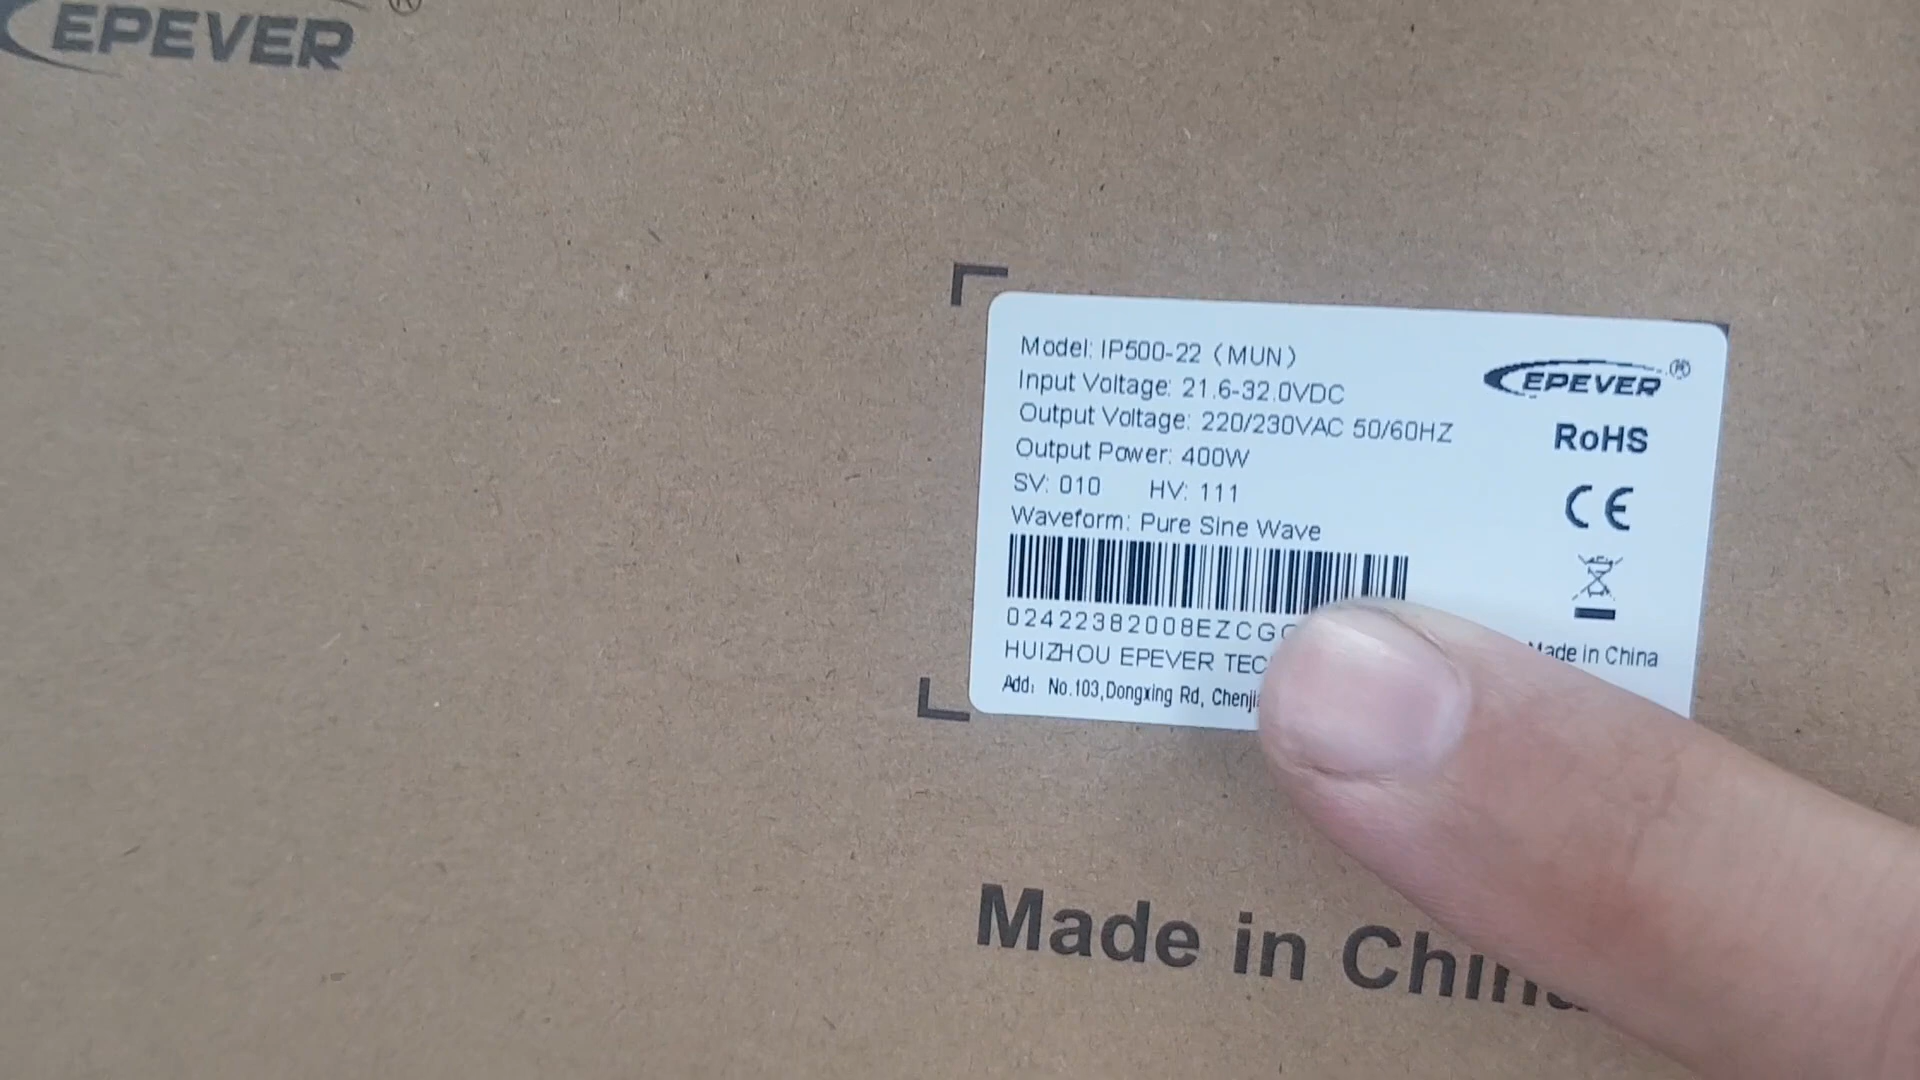 EPEVER ®
Model: IP500-22 (MUN)
Input Voltage: 21.6-32.0VDC
Output Voltage: 220/230VAC 50/60HZ
Output Power: 400W
SV: 010 HV: 111
Waveform: Pure Sine Wave
02422382008EZCG
HUIZHOU EPEVER
Add: No.103,Dongxing Rd,
EPEVER ®
RoHS
CE
Made in China
Made in China